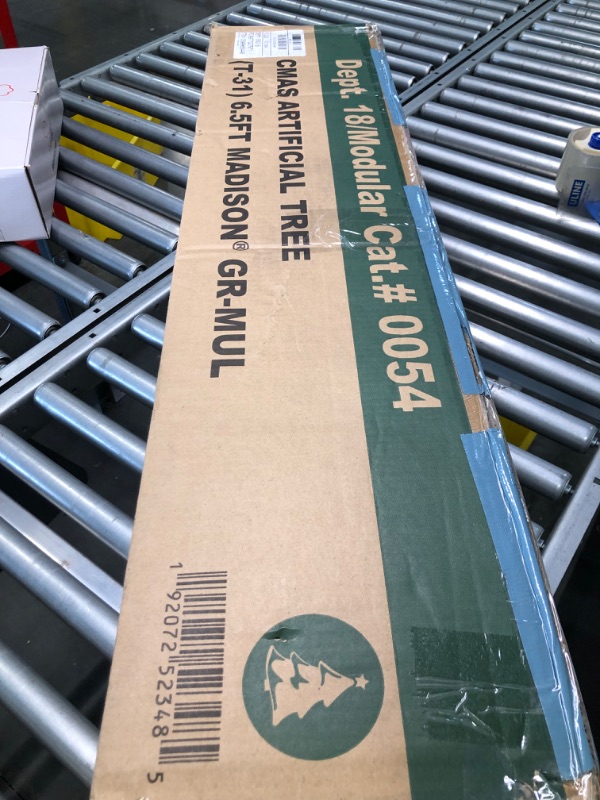 Dept. 18/Modular Cat.# 0054
CMAS ARTIFICIAL TREE
(T-31) 6.5FT MADISON® GR-MUL
1 92072 52348 5